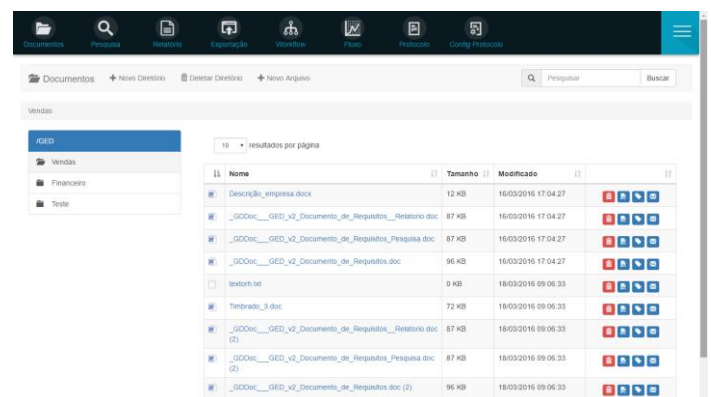 Documentos Pesquisa Relatório Exportação Workflow Fluxo Protocolo Config Protocolo
Documentos Novo Diretório Deletar Diretório Novo Arquivo Pesquisar Buscar
Vendas
/GED
Vendas
Financeiro
Teste
10 resultados por página
Nome Tamanho Modificado
Descrição_empresa.docx 12 KB 16/03/2016 17:04:27
_GDDoc___GED_v2_Documento_de_Requisitos__Relatorio.doc 87 KB 16/03/2016 17:04:27
_GDDoc___GED_v2_Documento_de_Requisitos_Pesquisa.doc 87 KB 16/03/2016 17:04:27
_GDDoc___GED_v2_Documento_de_Requisitos.doc 96 KB 16/03/2016 17:04:27
textorh.txt 0 KB 18/03/2016 09:06:33
Timbrado_3.doc 72 KB 18/03/2016 09:06:33
_GDDoc___GED_v2_Documento_de_Requisitos__Relatorio.doc 87 KB 18/03/2016 09:06:33
(2)
_GDDoc___GED_v2_Documento_de_Requisitos_Pesquisa.doc 87 KB 18/03/2016 09:06:33
(2)
_GDDoc___GED_v2_Documento_de_Requisitos.doc (2) 96 KB 18/03/2016 09:06:33